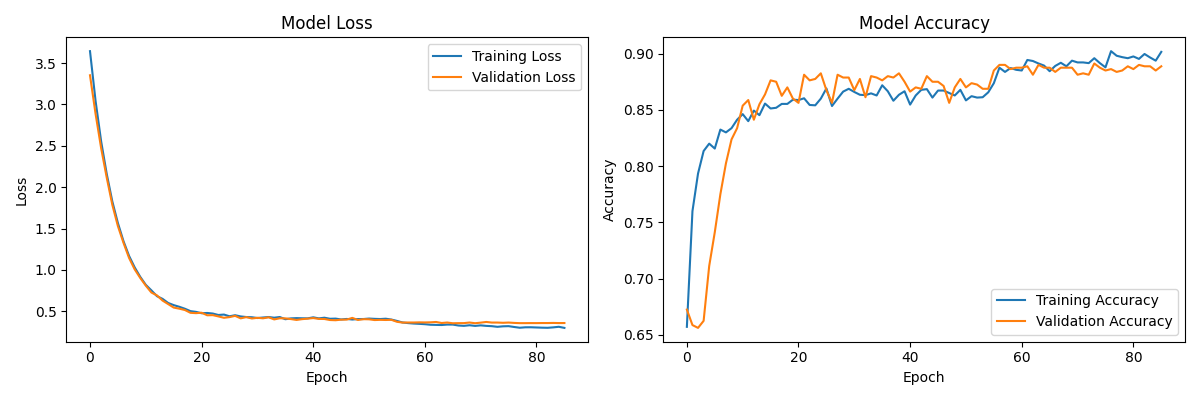 Model Loss
3.5
3.0
2.5
2.0
1.5
1.0
0.5
Loss
0
20
40
60
80
Epoch
Training Loss
Validation Loss
Model Accuracy
0.90
0.85
0.80
0.75
0.70
0.65
Accuracy
0
20
40
60
80
Epoch
Training Accuracy
Validation Accuracy